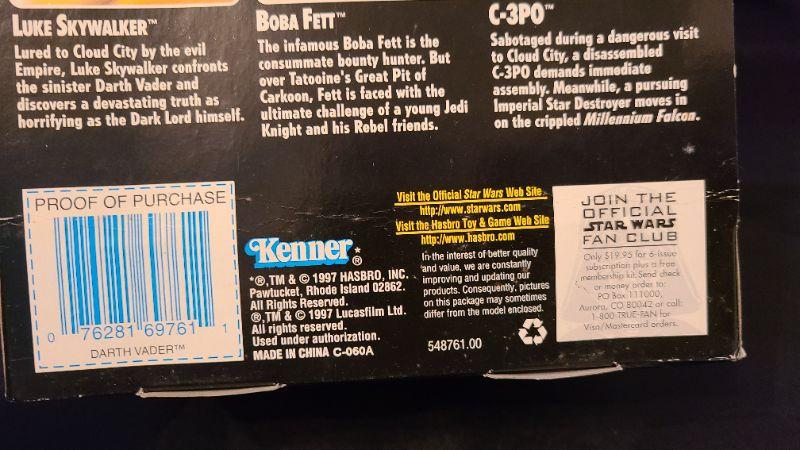 LUKE SKYWALKER™
Lured to Cloud City by the evil
Empire, Luke Skywalker confronts
the sinister Darth Vader and
discovers a devastating truth as
horrifying as the Dark Lord himself.
BOBA FETT™
The infamous Boba Fett is the
consummate bounty hunter. But
over Tatooine's Great Pit of
Carkoon, Fett is faced with the
ultimate challenge of a young Jedi
Knight and his Rebel friends.
C-3PO™
Sabotaged during a dangerous visit
to Cloud City, a disassembled
C-3PO demands immediate
assembly. Meanwhile, a pursuing
Imperial Star Destroyer moves in
on the crippled Millennium Falcon.
PROOF OF PURCHASE
0 76281 69761 1
DARTH VADER™
Kenner*®
*®,TM & © 1997 HASBRO, INC.
Pawtucket, Rhode Island 02862.
All Rights Reserved.
®,TM & © 1997 Lucasfilm Ltd.
All rights reserved.
Used under authorization.
MADE IN CHINA C-060A
Visit the Official Star Wars Web Site
http://www.starwars.com
Visit the Hasbro Toy & Game Web Site
http://www.hasbro.com
In the interest of better quality
and value, we are constantly
improving and updating our
products. Consequently, pictures
on this package may sometimes
differ from the model enclosed.
548761.00
JOIN THE
OFFICIAL
STAR WARS
FAN CLUB
Only $19.95 for 6-issue
subscription plus a free
membership kit. Send check
or money order to:
PO Box 111000,
Aurora, CO 80042 or call:
1-800-TRUE-FAN for
Visa/Mastercard orders.